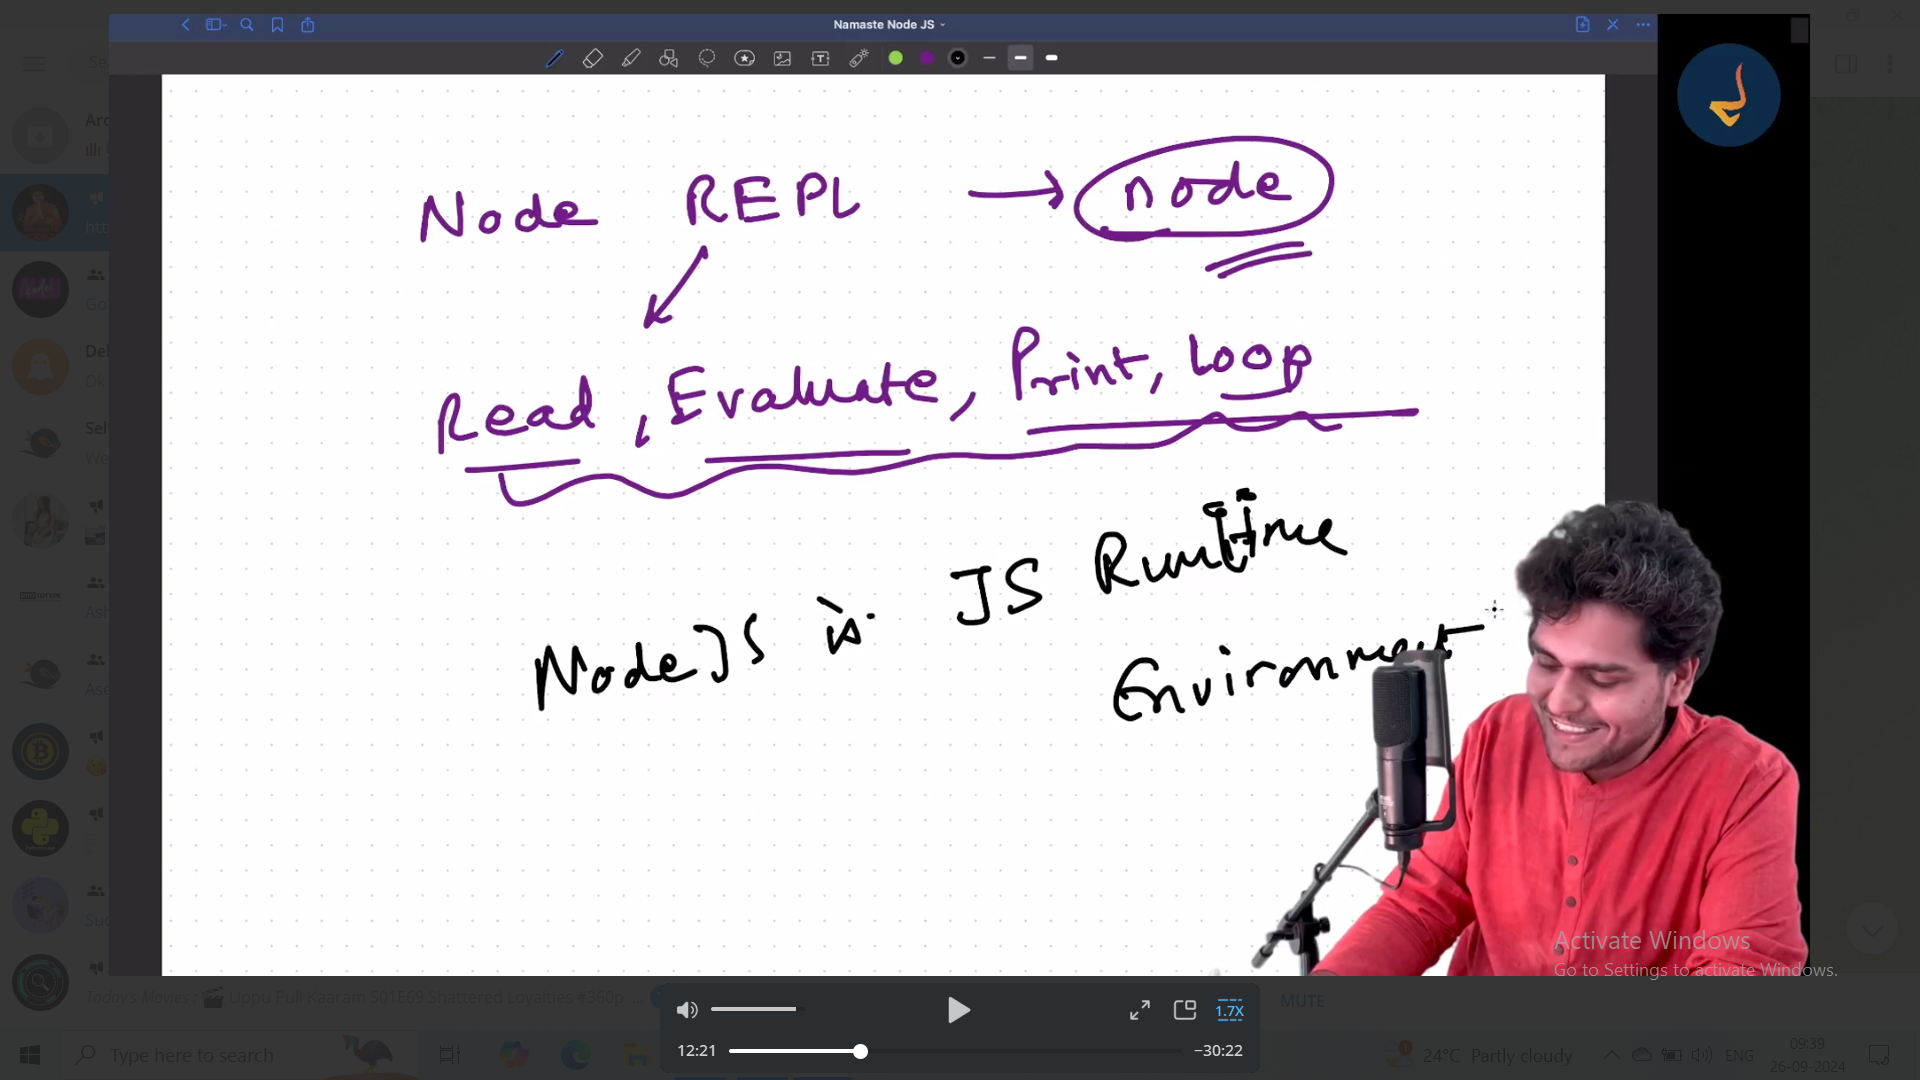 Namaste Node JS
Node REPL → node
Read, Evaluate, Print, Loop
NodeJS is JS Runtime
Environment
Activate Windows
Go to Settings to activate Windows.
Today's Movies : Uppu Puli Kaaram S01E69 Shattered Loyalties #360p ...
MUTE
1.7X
12:21
−30:22
Type here to search
1
24°C Partly cloudy
ENG
09:39
26-09-2024